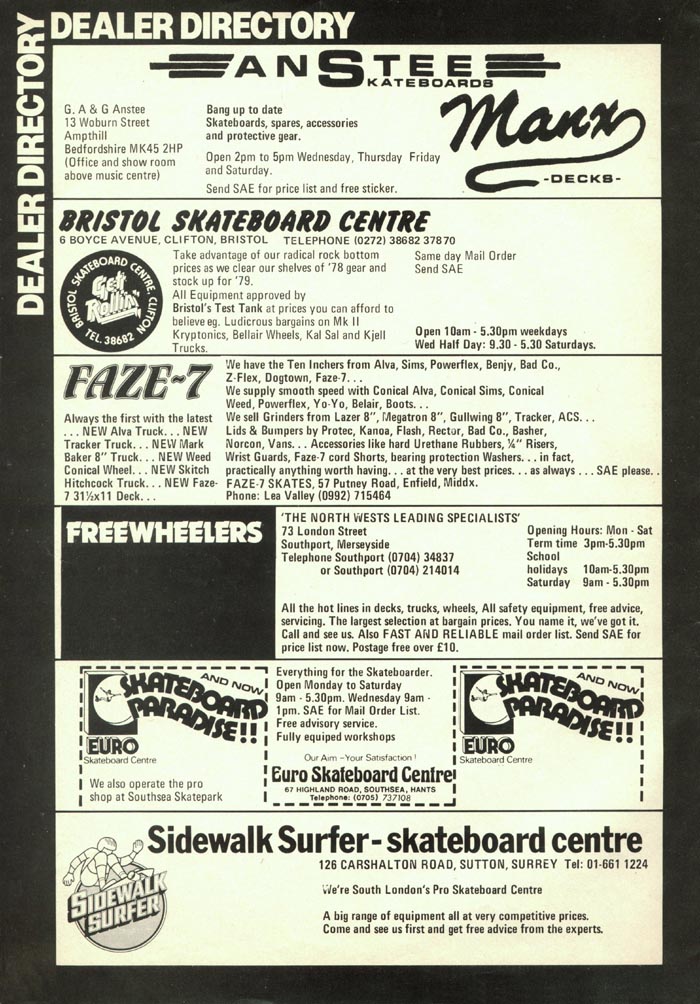 DEALER DIRECTORY
DEALER DIRECTORY
ANSTEE
SKATEBOARDS
G. A & G Anstee
13 Woburn Street
Ampthill
Bedfordshire MK45 2HP
(Office and show room
above music centre)
Bang up to date
Skateboards, spares, accessories
and protective gear.
Open 2pm to 5pm Wednesday, Thursday Friday
and Saturday.
Send SAE for price list and free sticker.
Manx
-DECKS-
BRISTOL SKATEBOARD CENTRE
6 BOYCE AVENUE, CLIFTON, BRISTOL TELEPHONE (0272) 38682 37870
BRISTOL SKATEBOARD CENTRE, CLIFTON
Get
Rollin'
TEL. 38682
Take advantage of our radical rock bottom
prices as we clear our shelves of '78 gear and
stock up for '79.
All Equipment approved by
Bristol's Test Tank at prices you can afford to
believe eg. Ludicrous bargains on Mk II
Kryptonics, Bellair Wheels, Kal Sal and Kjell
Trucks.
Same day Mail Order
Send SAE
Open 10am - 5.30pm weekdays
Wed Half Day: 9.30 - 5.30 Saturdays.
FAZE-7
Always the first with the latest
. . . NEW Alva Truck. . . NEW
Tracker Truck. . . NEW Mark
Baker 8" Truck. . . NEW Weed
Conical Wheel. . . NEW Skitch
Hitchcock Truck. . . NEW Faze-
7 31½x11 Deck. . .
We have the Ten Inchers from Alva, Sims, Powerflex, Benjy, Bad Co.,
Z-Flex, Dogtown, Faze-7. . .
We supply smooth speed with Conical Alva, Conical Sims, Conical
Weed, Powerflex, Yo-Yo, Belair, Boots. . .
We sell Grinders from Lazer 8", Megatron 8", Gullwing 8", Tracker, ACS. . .
Lids & Bumpers by Protec, Kanoa, Flash, Rector, Bad Co., Basher,
Norcon, Vans. . . Accessories like hard Urethane Rubbers, ¼" Risers,
Wrist Guards, Faze-7 cord Shorts, bearing protection Washers. . . in fact,
practically anything worth having. . . at the very best prices. . . as always . . . SAE please. .
FAZE-7 SKATES, 57 Putney Road, Enfield, Middx.
Phone: Lea Valley (0992) 715464
FREEWHEELERS
'THE NORTH WESTS LEADING SPECIALISTS'
73 London Street
Southport, Merseyside
Telephone Southport (0704) 34837
or Southport (0704) 214014
Opening Hours: Mon - Sat
Term time 3pm-5.30pm
School
holidays 10am-5.30pm
Saturday 9am - 5.30pm
All the hot lines in decks, trucks, wheels, All safety equipment, free advice,
servicing. The largest selection at bargain prices. You name it, we've got it.
Call and see us. Also FAST AND RELIABLE mail order list. Send SAE for
price list now. Postage free over £10.
AND NOW
SKATEBOARD
PARADISE!!
EURO
Skateboard Centre
We also operate the pro
shop at Southsea Skatepark
Everything for the Skateboarder.
Open Monday to Saturday
9am - 5.30pm. Wednesday 9am -
1pm. SAE for Mail Order List.
Free advisory service.
Fully equiped workshops
Our Aim -Your Satisfaction !
Euro Skateboard Centre
67 HIGHLAND ROAD, SOUTHSEA, HANTS
Telephone: (0705) 737108
AND NOW
SKATEBOARD
PARADISE!!
EURO
Skateboard Centre
SIDEWALK
SURFER
Sidewalk Surfer-skateboard centre
126 CARSHALTON ROAD, SUTTON, SURREY Tel: 01-661 1224
We're South London's Pro Skateboard Centre
A big range of equipment all at very competitive prices.
Come and see us first and get free advice from the experts.